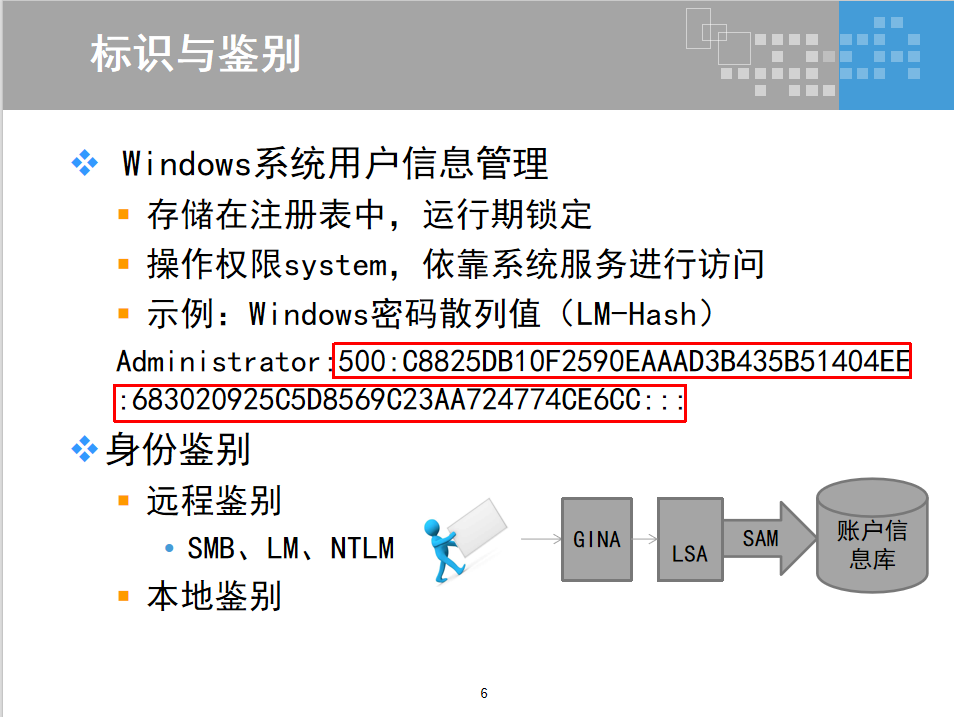 标识与鉴别
Windows系统用户信息管理
存储在注册表中，运行期锁定
操作权限system，依靠系统服务进行访问
示例：Windows密码散列值（LM-Hash）
Administrator:500:C8825DB10F2590EAAAD3B435B51404EE
:683020925C5D8569C23AA724774CE6CC:::
身份鉴别
远程鉴别
SMB、LM、NTLM
本地鉴别
GINA
LSA
SAM
账户信
息库
6